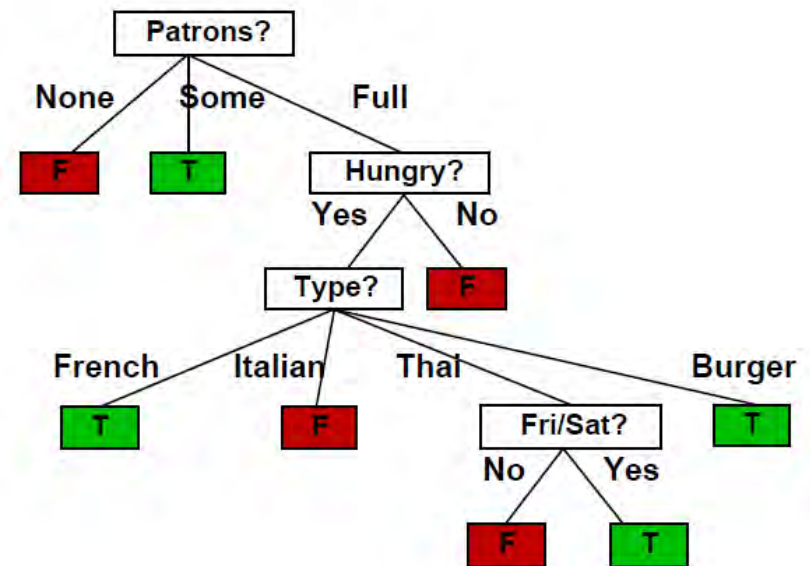 Patrons?
None Some Full
F T Hungry?
Yes No
Type? F
French Italian Thai Burger
T F Fri/Sat? T
No Yes
F T